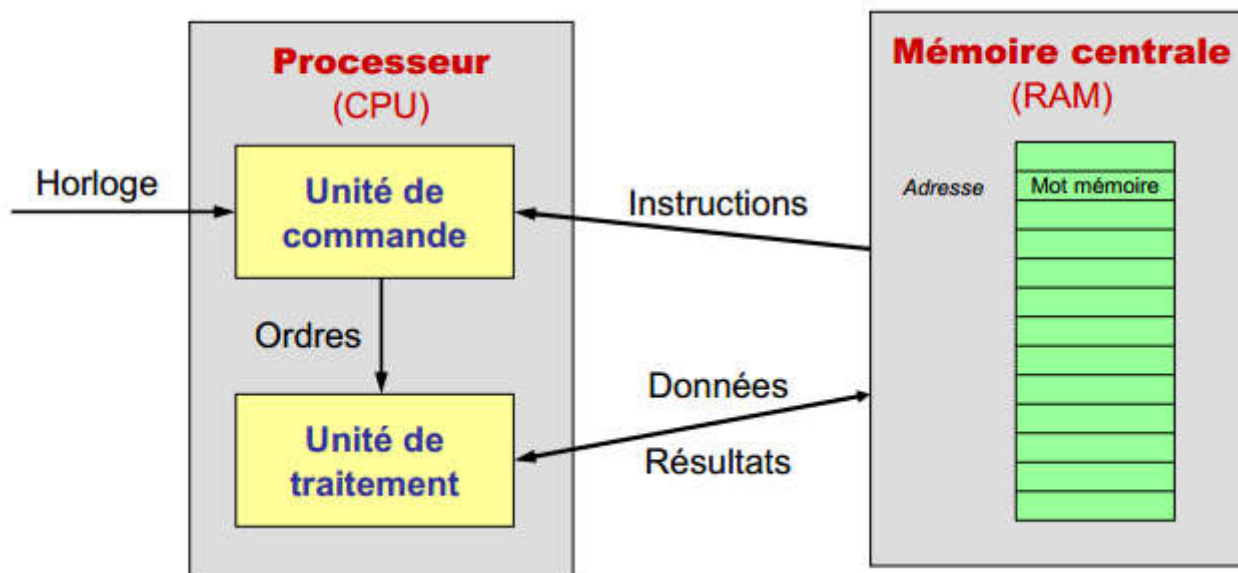 Processeur
(CPU)
Mémoire centrale
(RAM)
Horloge
Unité de
commande
Instructions
Adresse
Mot mémoire
Ordres
Données
Résultats
Unité de
traitement